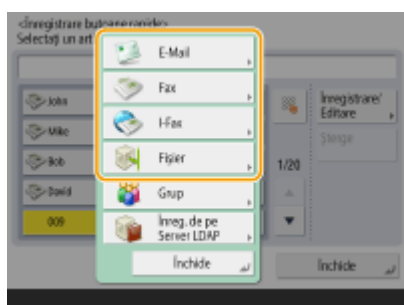 <Înregistrare butoane rapide>
Selectaţi un art
E-Mail
Fax
I-Fax
Fişier
Grup
Înreg. de pe
Server LDAP
Închide
John
Mike
Bob
David
009
1/20
Înregistrare/
Editare
Şterge
Închide